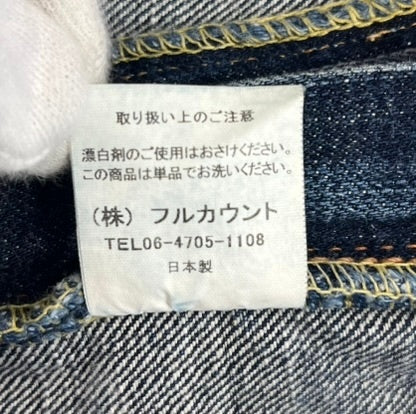 取り扱い上のご注意
漂白剤のご使用はおさけください。
この商品は単品でお洗いください。
（株）フルカウント
TEL06-4705-1108
日本製